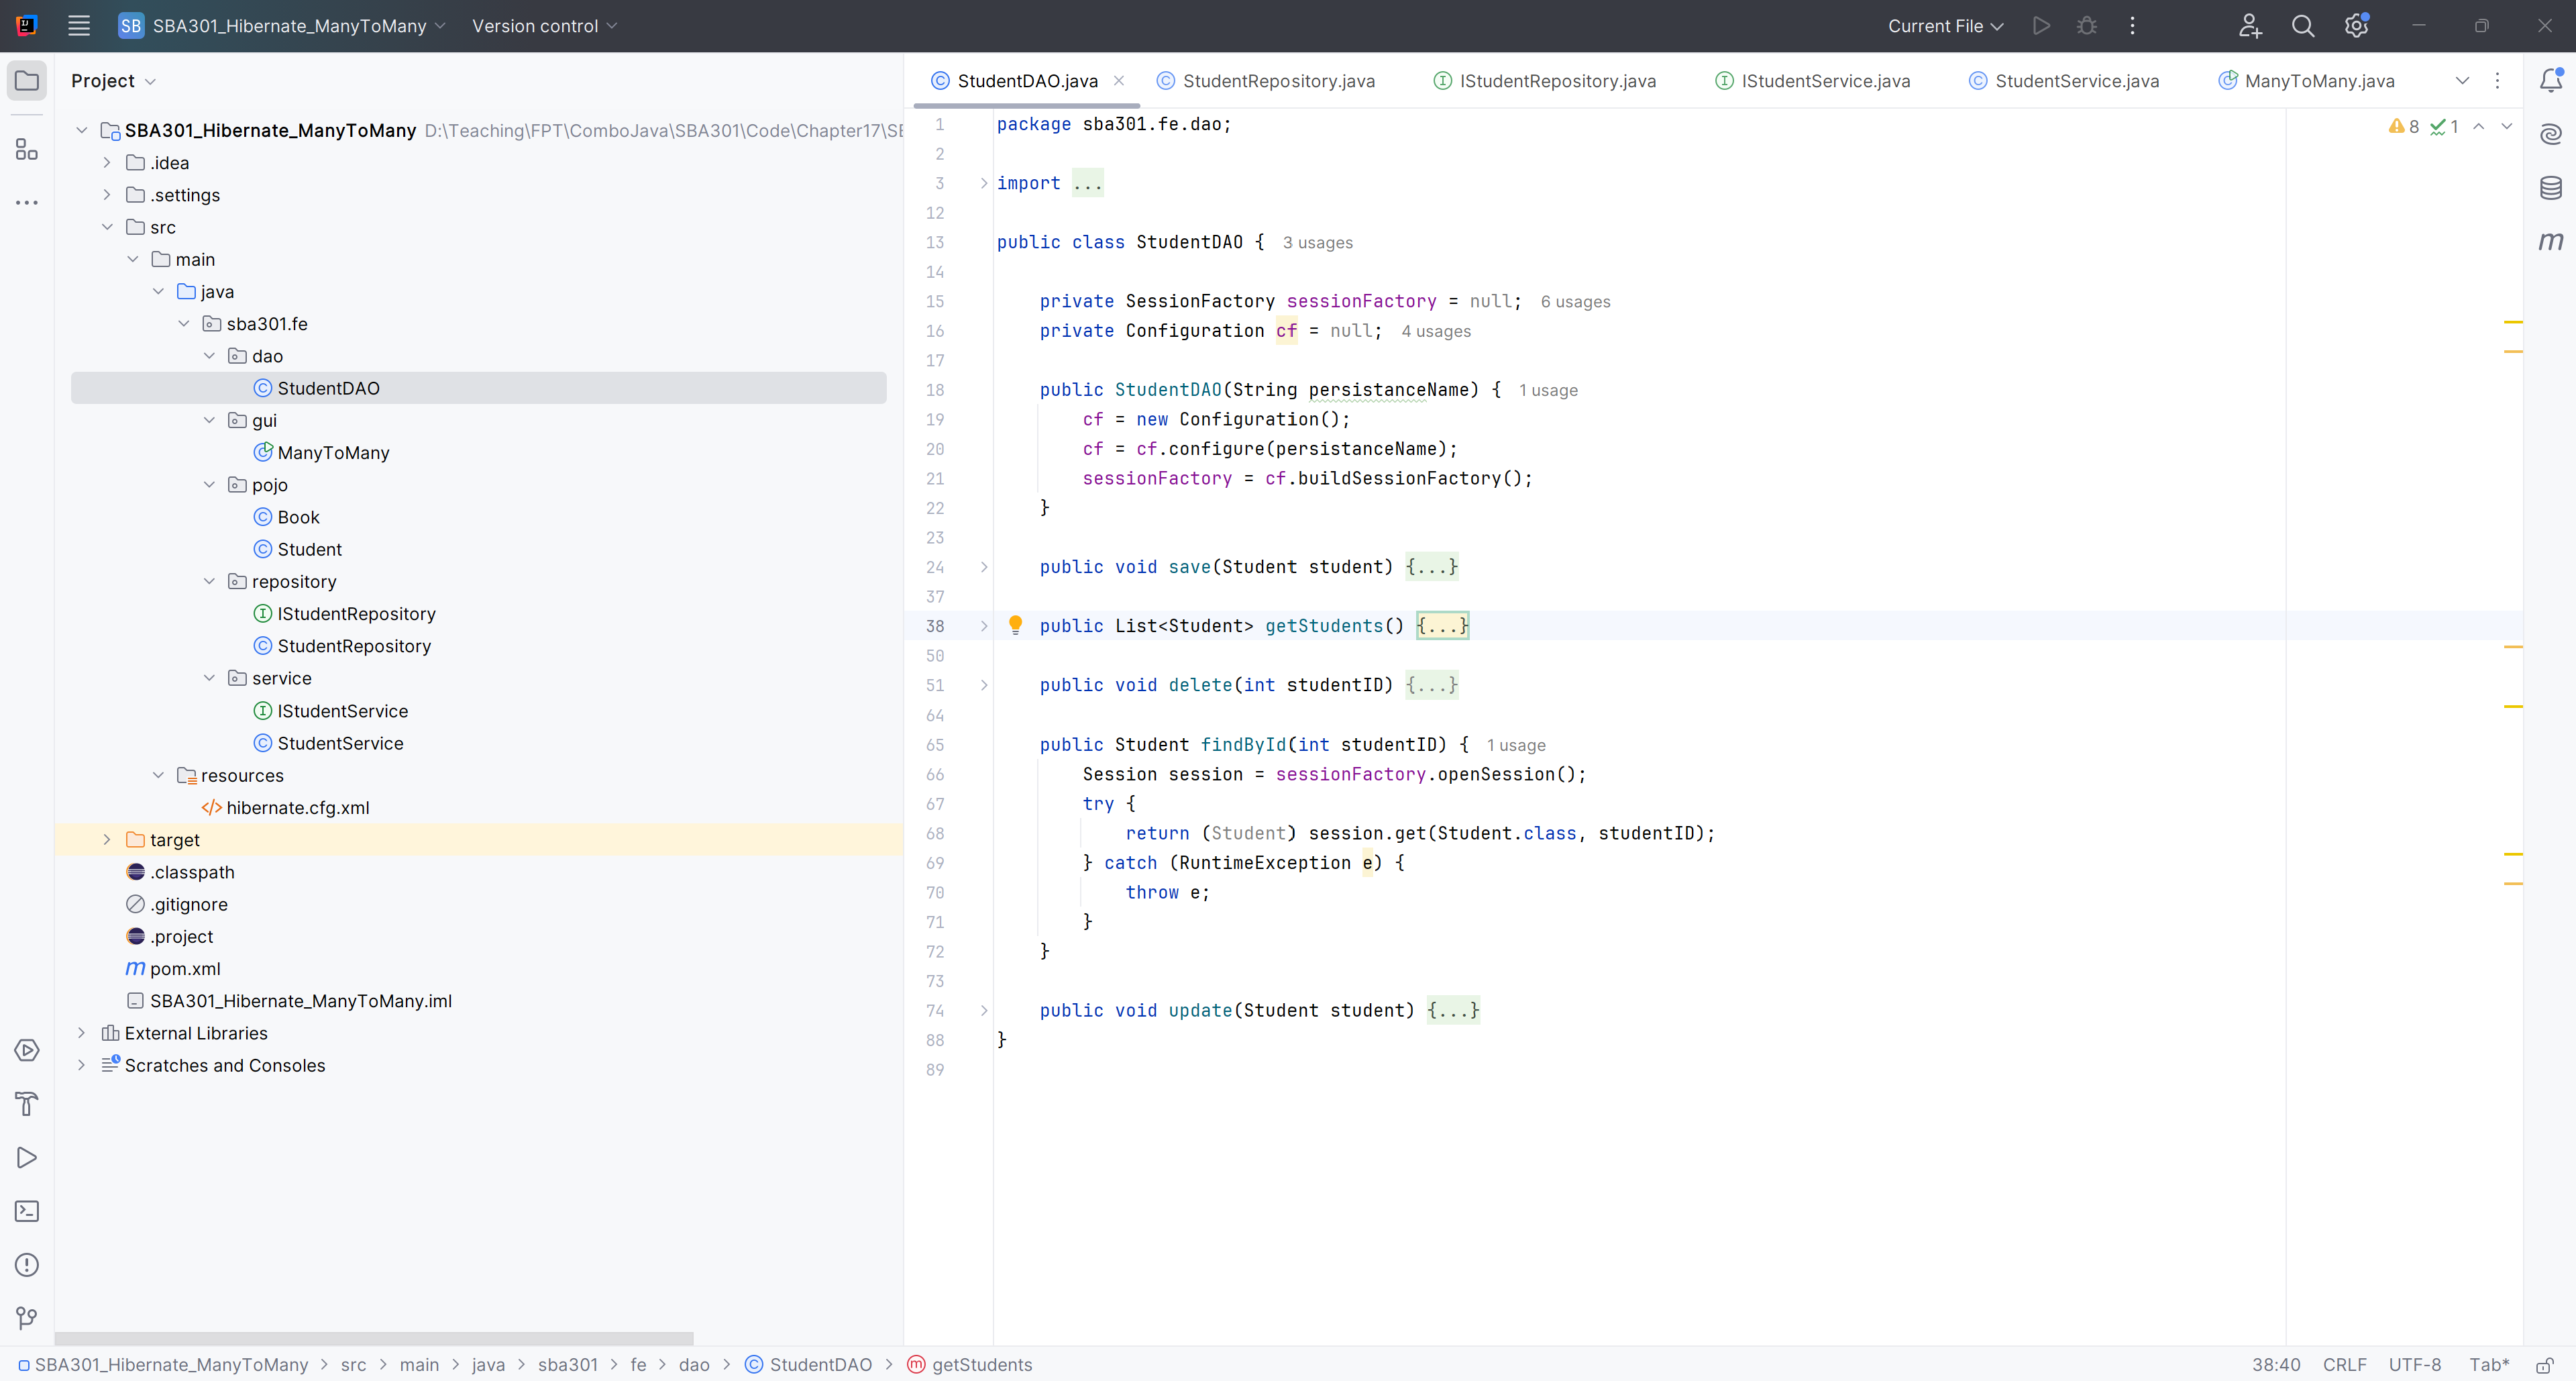 SB SBA301_Hibernate_ManyToMany Version control Current File
Project
SBA301_Hibernate_ManyToMany D:\Teaching\FPT\ComboJava\SBA301\Code\Chapter17\SE
.idea
.settings
src
main
java
sba301.fe
dao
StudentDAO
gui
ManyToMany
pojo
Book
Student
repository
IStudentRepository
StudentRepository
service
IStudentService
StudentService
resources
hibernate.cfg.xml
target
.classpath
.gitignore
.project
pom.xml
SBA301_Hibernate_ManyToMany.iml
External Libraries
Scratches and Consoles
StudentDAO.java StudentRepository.java IStudentRepository.java IStudentService.java StudentService.java ManyToMany.java
8 1
1 package sba301.fe.dao;
2
3 import ...
12
13 public class StudentDAO { 3 usages
14
15 private SessionFactory sessionFactory = null; 6 usages
16 private Configuration cf = null; 4 usages
17
18 public StudentDAO(String persistanceName) { 1 usage
19 cf = new Configuration();
20 cf = cf.configure(persistanceName);
21 sessionFactory = cf.buildSessionFactory();
22 }
23
24 public void save(Student student) {...}
37
38 public List<Student> getStudents() {...}
50
51 public void delete(int studentID) {...}
64
65 public Student findById(int studentID) { 1 usage
66 Session session = sessionFactory.openSession();
67 try {
68 return (Student) session.get(Student.class, studentID);
69 } catch (RuntimeException e) {
70 throw e;
71 }
72 }
73
74 public void update(Student student) {...}
88 }
89
SBA301_Hibernate_ManyToMany > src > main > java > sba301 > fe > dao > StudentDAO > getStudents 38:40 CRLF UTF-8 Tab*